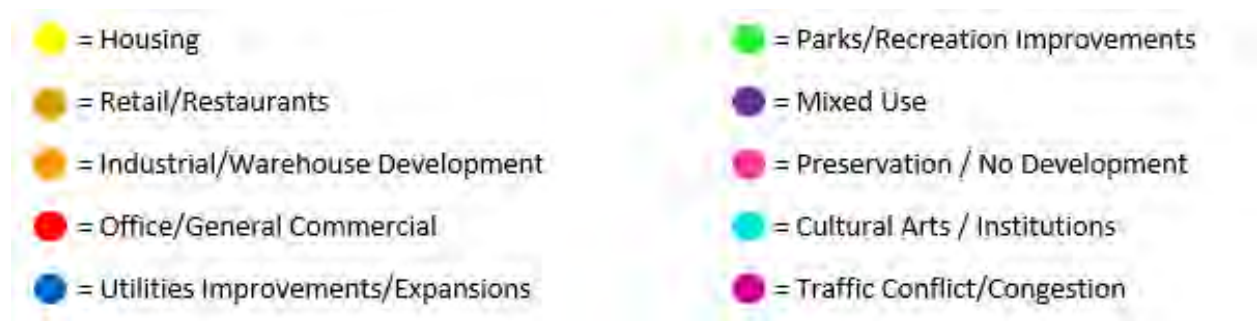 = Housing
= Retail/Restaurants
= Industrial/Warehouse Development
= Office/General Commercial
= Utilities Improvements/Expansions
= Parks/Recreation Improvements
= Mixed Use
= Preservation / No Development
= Cultural Arts / Institutions
= Traffic Conflict/Congestion